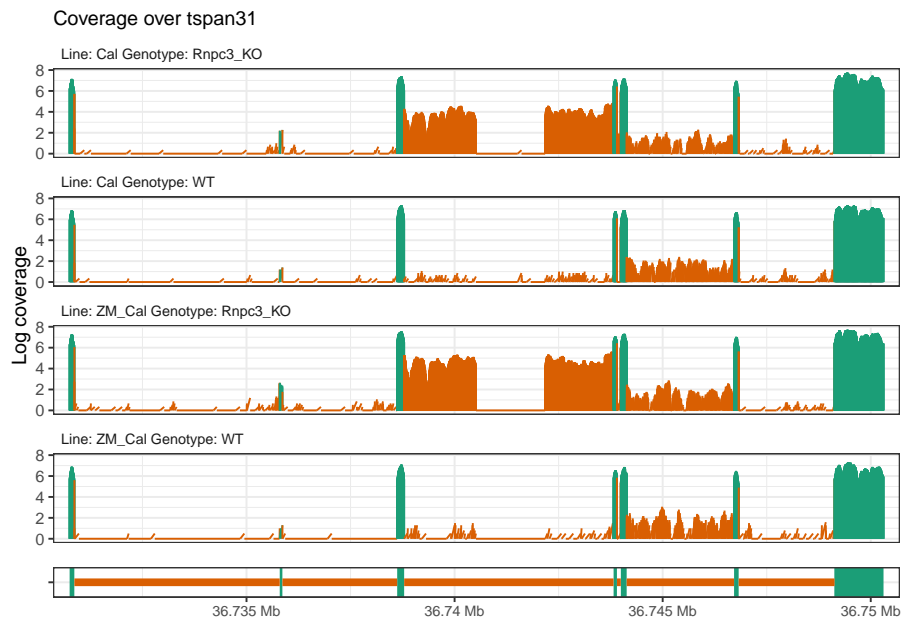 Coverage over tspan31
Line: Cal Genotype: Rnpc3_KO
8
6
4
2
0
Line: Cal Genotype: WT
8
6
4
2
0
Log coverage
Line: ZM_Cal Genotype: Rnpc3_KO
8
6
4
2
0
Line: ZM_Cal Genotype: WT
8
6
4
2
0
36.735 Mb 36.74 Mb 36.745 Mb 36.75 Mb